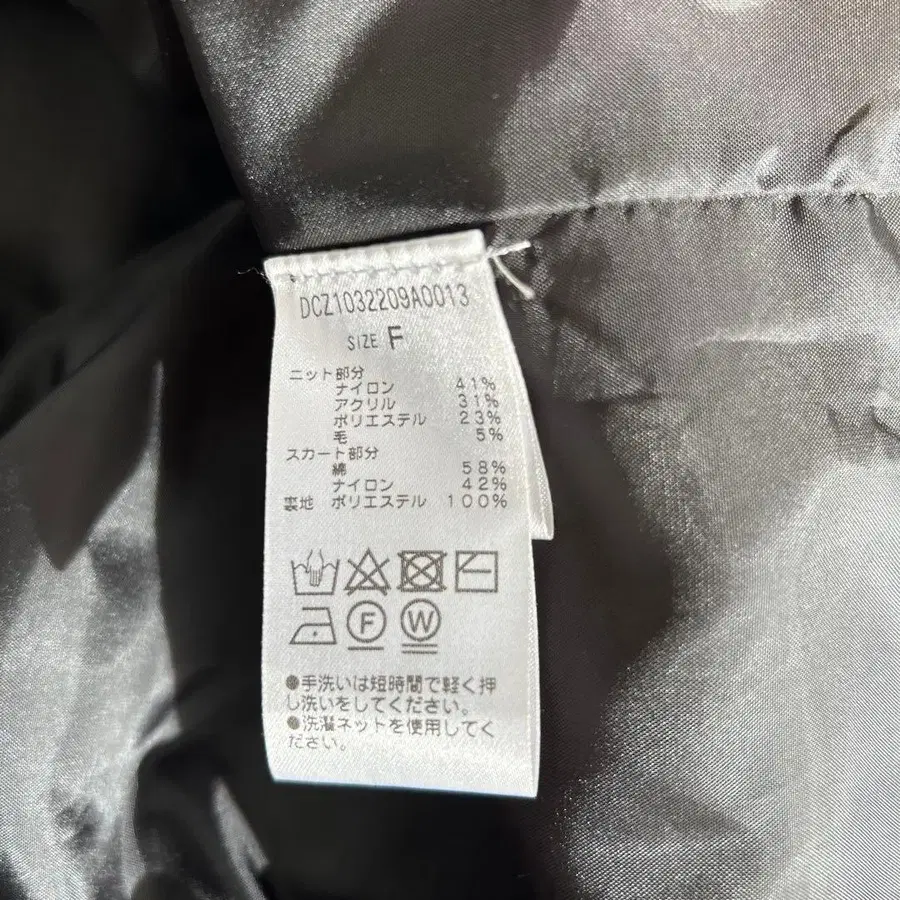 DCZ1032209A0013
SIZE F
ニット部分
ナイロン 41%
アクリル 31%
ポリエステル 23%
毛 5%
スカート部分
綿 58%
ナイロン 42%
裏地 ポリエステル 100%
F W
●手洗いは短時間で軽く押
し洗いをしてください。
●洗濯ネットを使用してく
ださい。